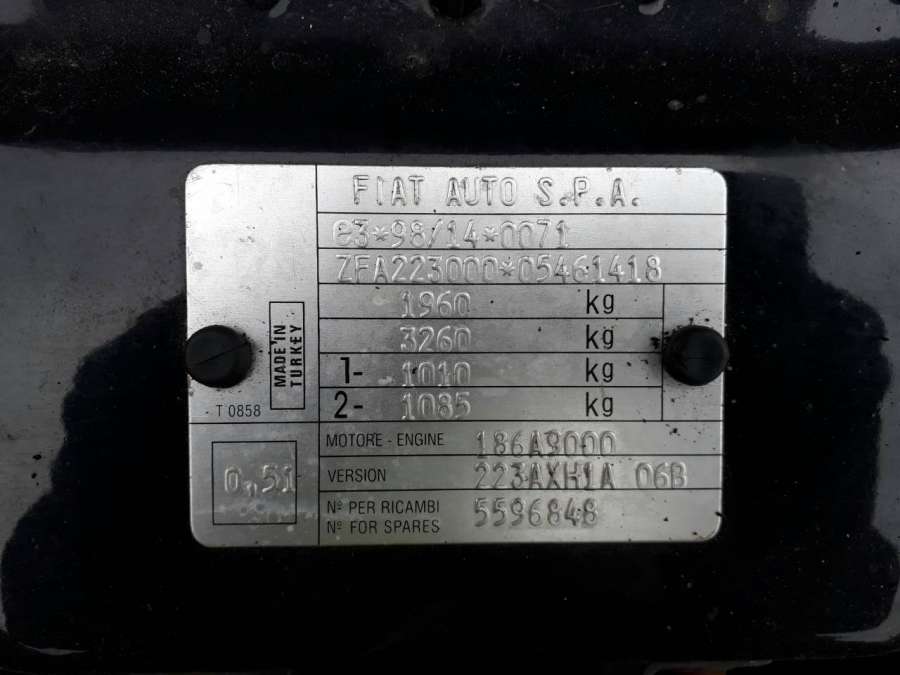 FIAT AUTO S.P.A.
e3*98/14*0071
ZFA223000*05461418
1960 kg
3260 kg
1- 1010 kg
2- 1085 kg
MADE IN
TURKEY
T 0858
MOTORE - ENGINE 186A9000
VERSION 223AXH1A 06B
Nº PER RICAMBI
Nº FOR SPARES
5596848
0,51